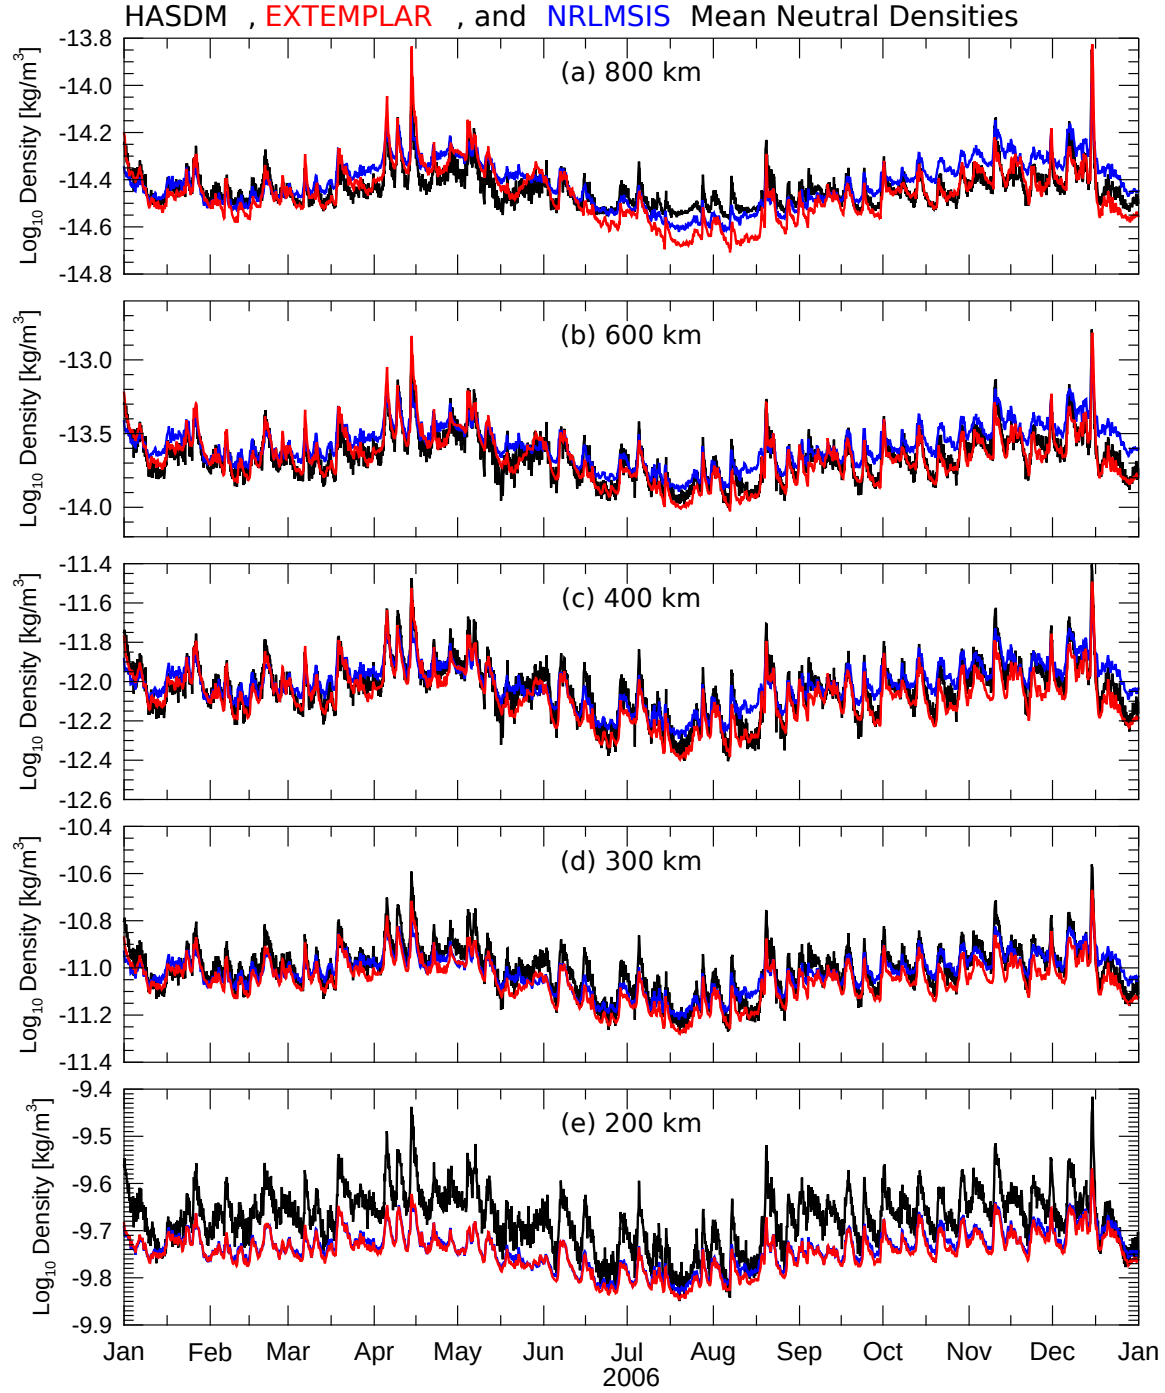 HASDM , EXTEMPLAR , and NRLMSIS Mean Neutral Densities
(a) 800 km
Log10 Density [kg/m3]
-13.8
-14.0
-14.2
-14.4
-14.6
-14.8
(b) 600 km
Log10 Density [kg/m3]
-13.0
-13.5
-14.0
(c) 400 km
Log10 Density [kg/m3]
-11.4
-11.6
-11.8
-12.0
-12.2
-12.4
-12.6
(d) 300 km
Log10 Density [kg/m3]
-10.4
-10.6
-10.8
-11.0
-11.2
-11.4
(e) 200 km
Log10 Density [kg/m3]
-9.4
-9.5
-9.6
-9.7
-9.8
-9.9
Jan Feb Mar Apr May Jun Jul Aug Sep Oct Nov Dec Jan
2006